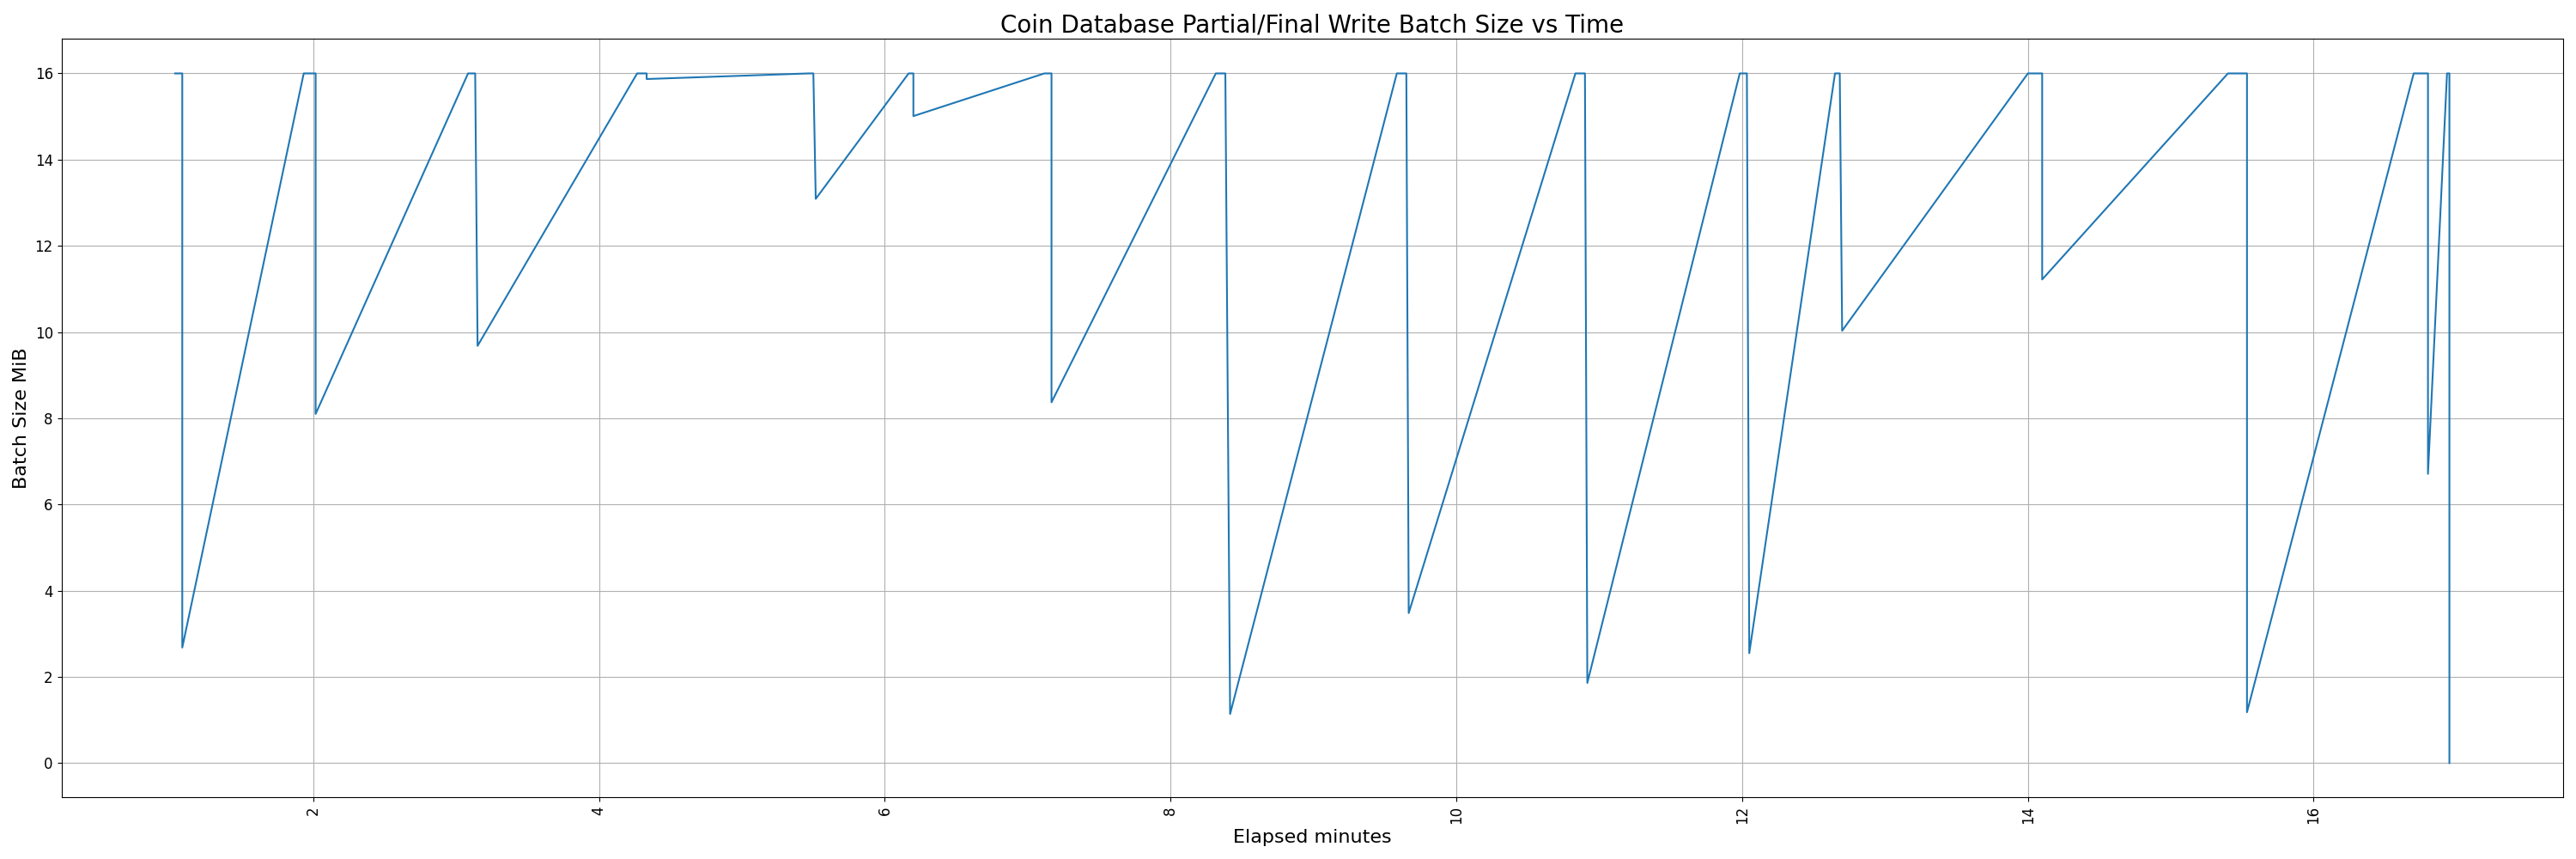 Coin Database Partial/Final Write Batch Size vs Time
Batch Size MiB
16
14
12
10
8
6
4
2
0
2 4 6 8 10 12 14 16
Elapsed minutes